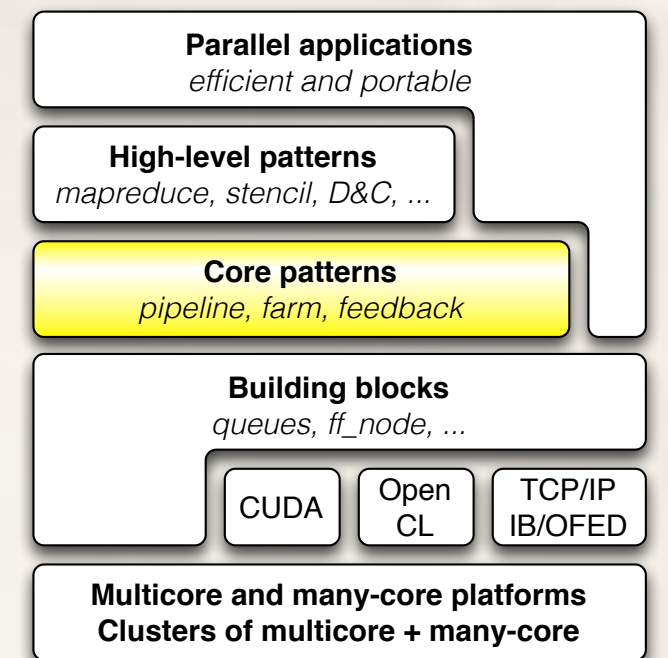 Parallel applications
efficient and portable
High-level patterns
mapreduce, stencil, D&C, ...
Core patterns
pipeline, farm, feedback
Building blocks
queues, ff_node, ...
CUDA
Open
CL
TCP/IP
IB/OFED
Multicore and many-core platforms
Clusters of multicore + many-core